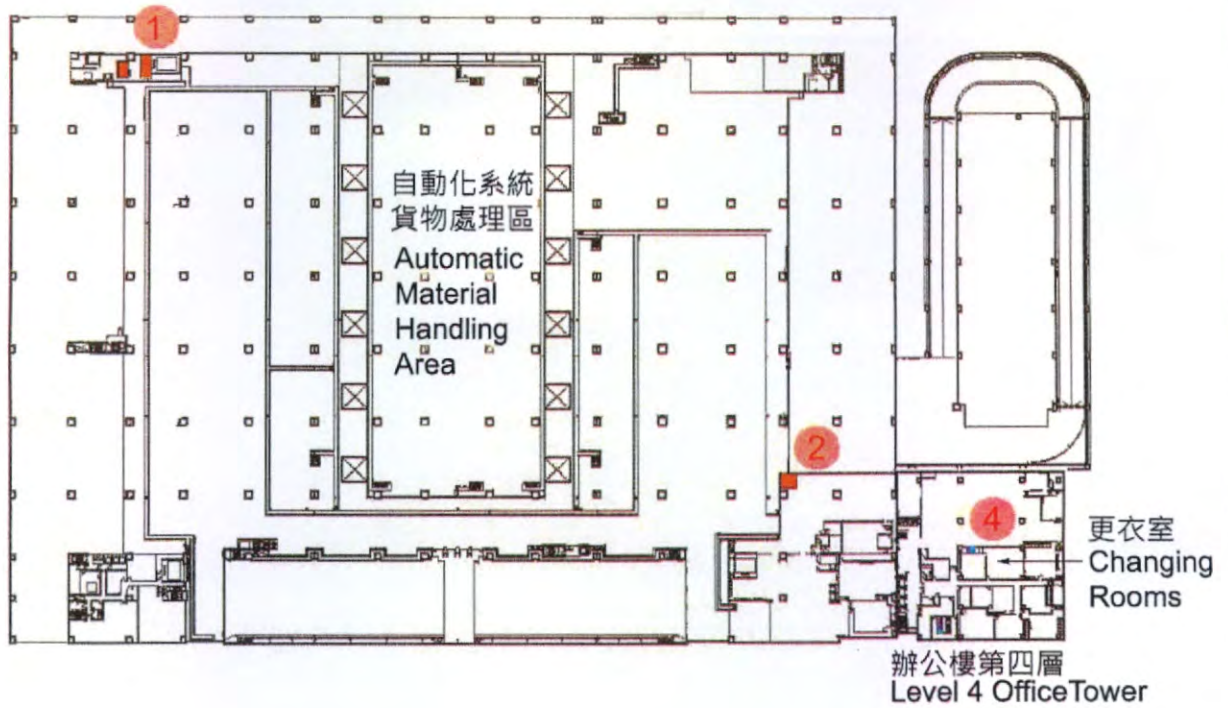 1
自動化系統
貨物處理區
Automatic
Material
Handling
Area
2
4
更衣室
Changing
Rooms
辦公樓第四層
Level 4 OfficeTower